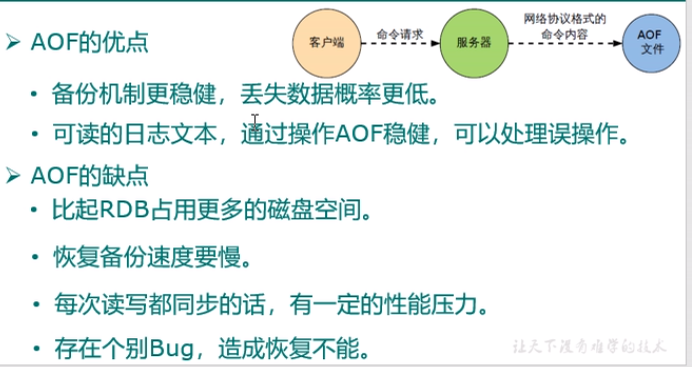 AOF的优点
客户端
命令请求
服务器
网络协议格式的
命令内容
AOF
文件
备份机制更稳健，丢失数据概率更低。
可读的日志文本，通过操作AOF稳健，可以处理误操作。
AOF的缺点
比起RDB占用更多的磁盘空间。
恢复备份速度要慢。
每次读写都同步的话，有一定的性能压力。
存在个别Bug，造成恢复不能。
让天下没有难学的技术